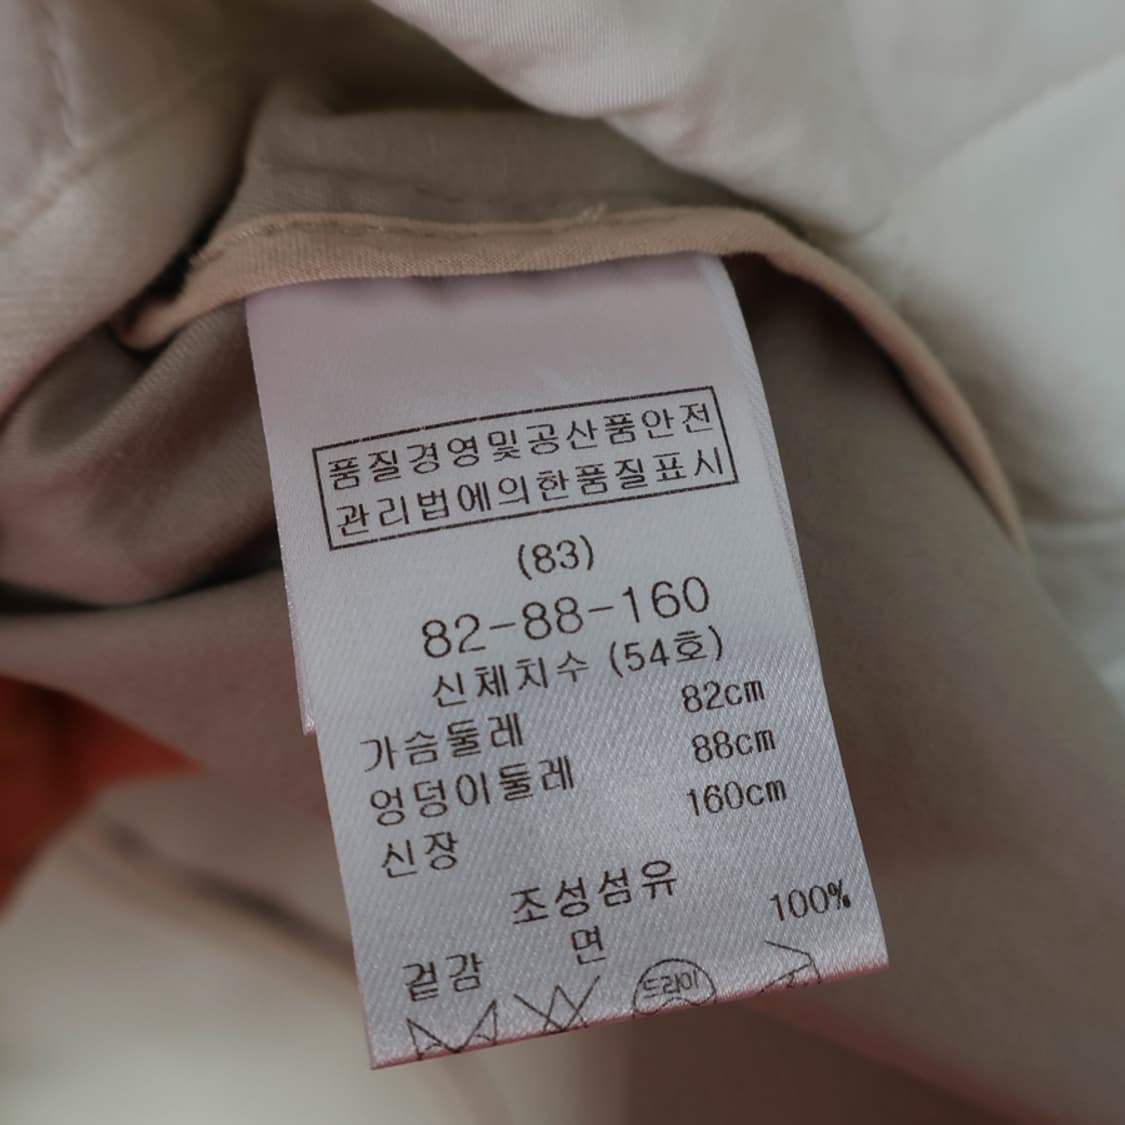 품질경영및공산품안전
관리법에의한품질표시
(83)
82-88-160
신체치수 (54호)
가슴둘레 82cm
엉덩이둘레 88cm
신장 160cm
조성섬유
겉감 면 100%
드라이